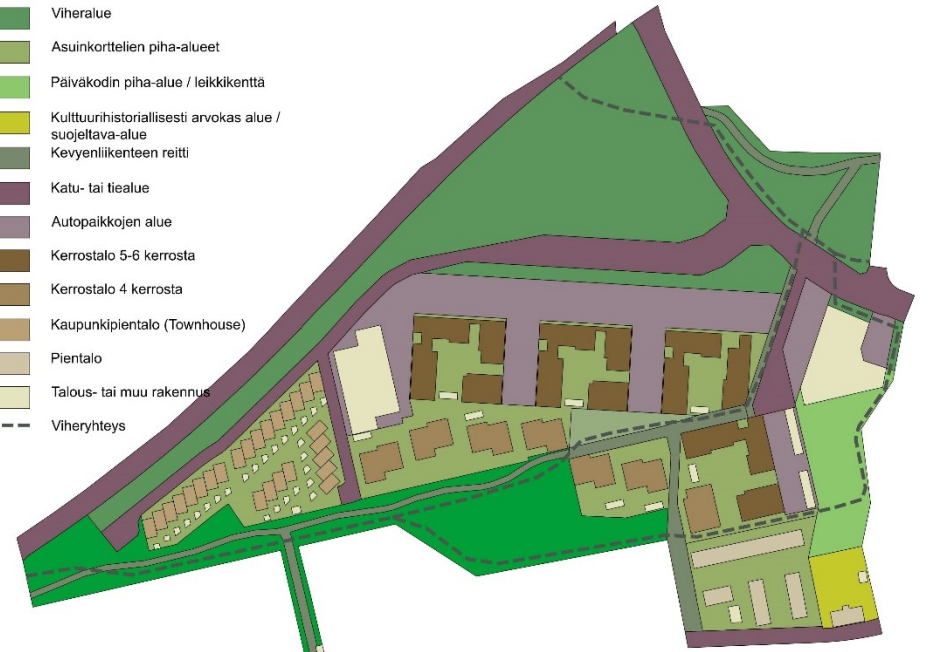 Viheralue
Asuinkorttelien piha-alueet
Päiväkodin piha-alue / leikkikenttä
Kulttuurihistoriallisesti arvokas alue /
suojeltava-alue
Kevyenliikenteen reitti
Katu- tai tiealue
Autopaikkojen alue
Kerrostalo 5-6 kerrosta
Kerrostalo 4 kerrosta
Kaupunkipientalo (Townhouse)
Pientalo
Talous- tai muu rakennus
Viheryhteys